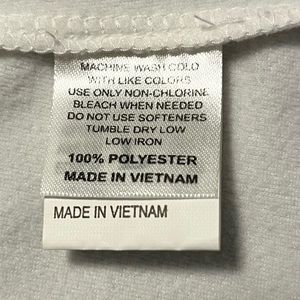 MACHINE WASH COLD
WITH LIKE COLORS
USE ONLY NON-CHLORINE
BLEACH WHEN NEEDED
DO NOT USE SOFTENERS
TUMBLE DRY LOW
LOW IRON
100% POLYESTER
MADE IN VIETNAM
MADE IN VIETNAM